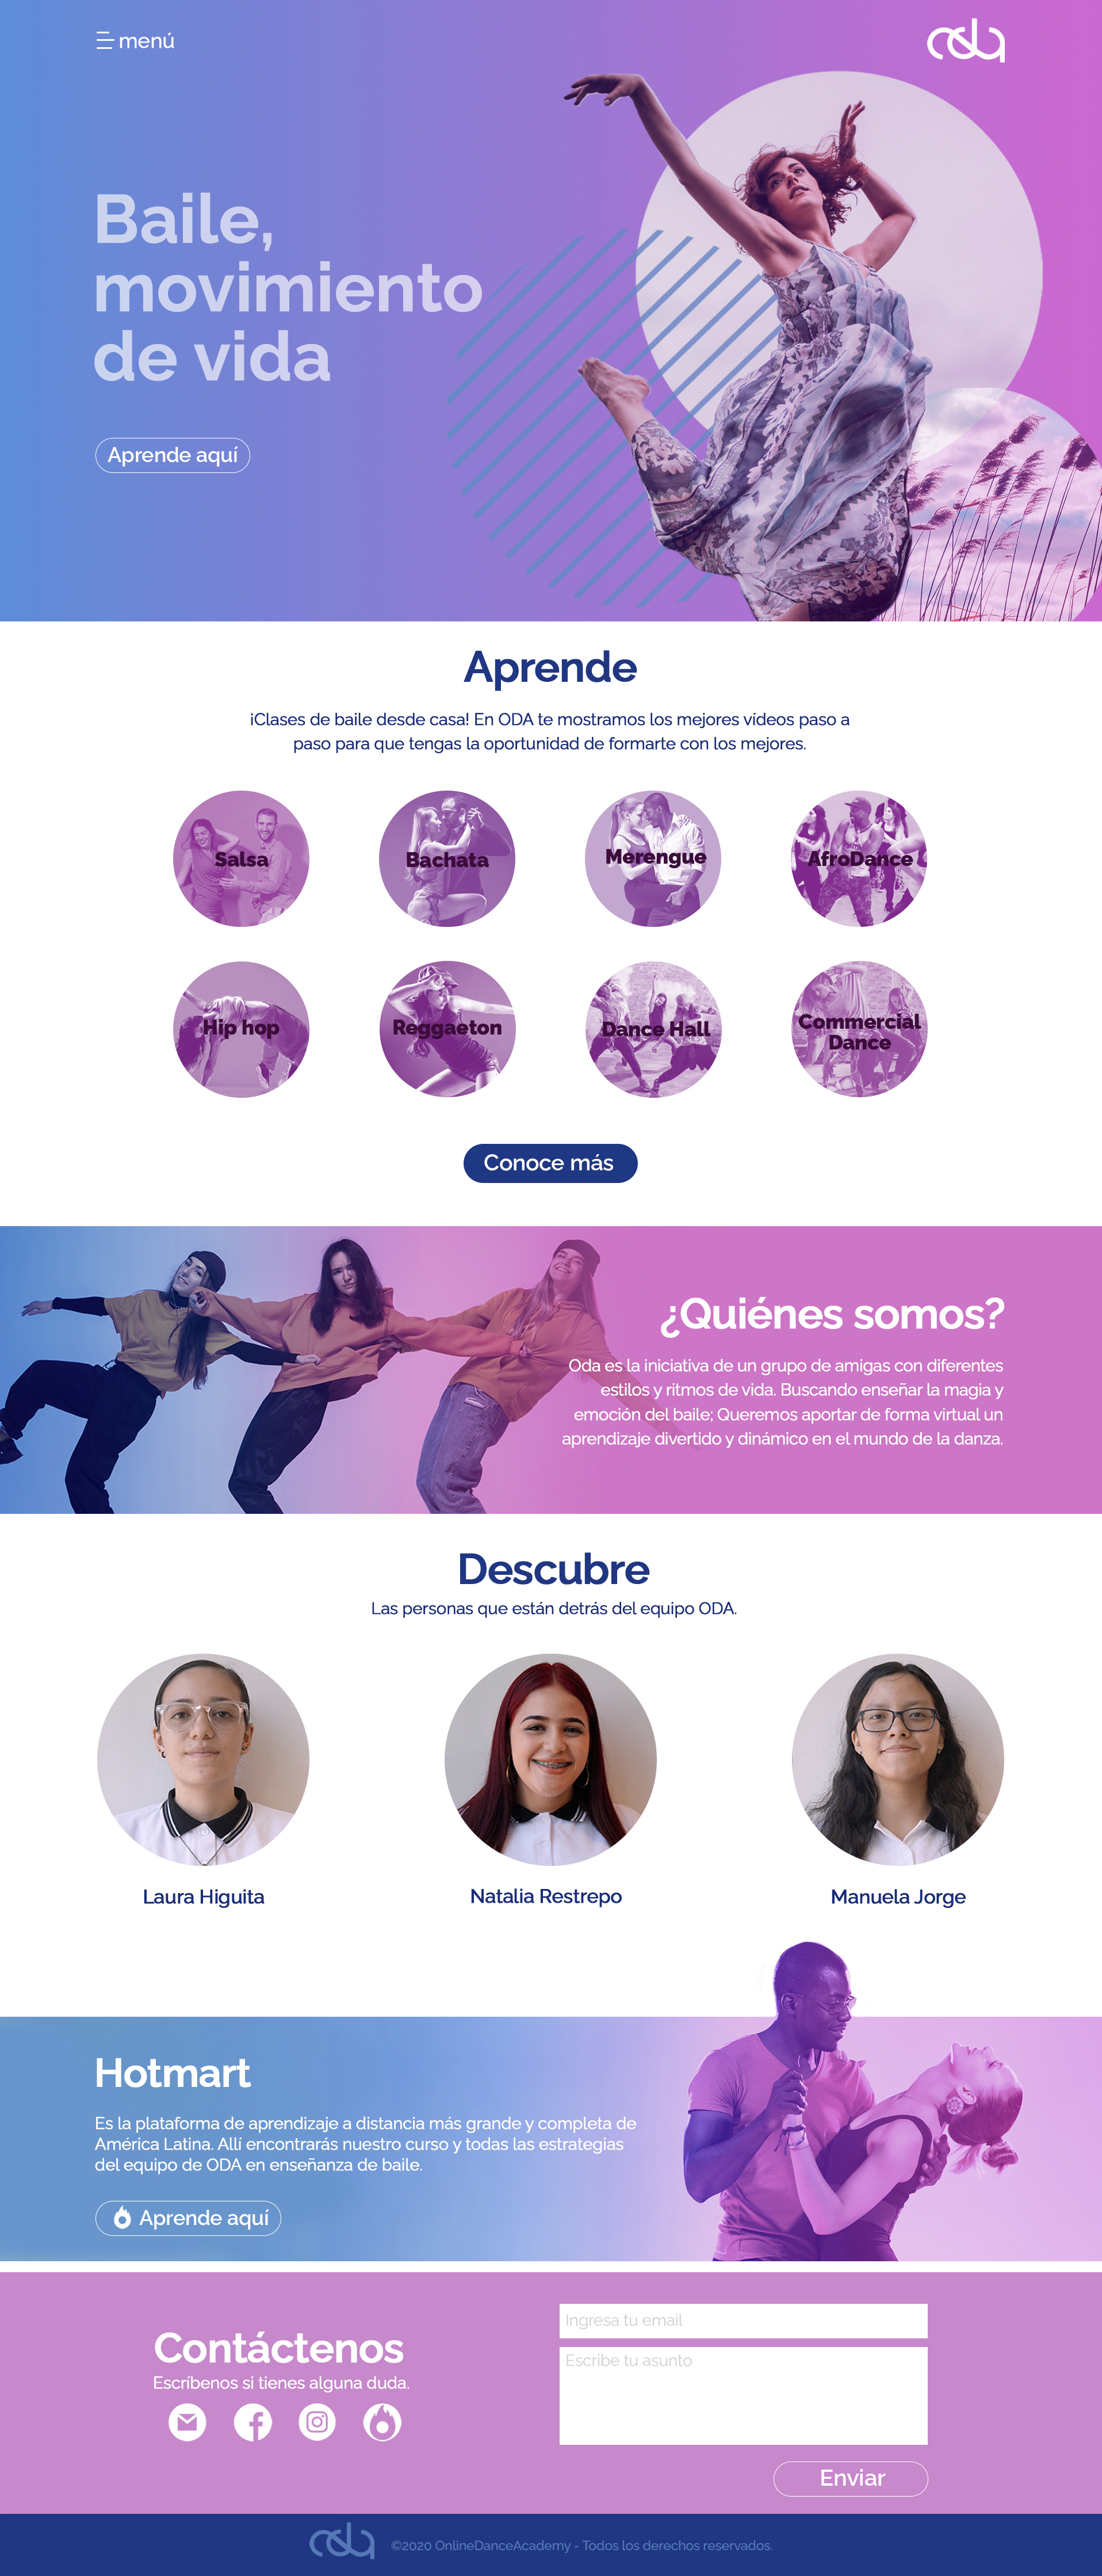 menú
oda
Baile,
movimiento
de vida
Aprende aquí
Aprende
¡Clases de baile desde casa! En ODA te mostramos los mejores vídeos paso a
paso para que tengas la oportunidad de formarte con los mejores.
Salsa
Bachata
Merengue
AfroDance
Hip hop
Reggaeton
Dance Hall
Commercial
Dance
Conoce más
¿Quiénes somos?
Oda es la iniciativa de un grupo de amigas con diferentes
estilos y ritmos de vida. Buscando enseñar la magia y
emoción del baile; Queremos aportar de forma virtual un
aprendizaje divertido y dinámico en el mundo de la danza.
Descubre
Las personas que están detrás del equipo ODA.
Laura Higuita
Natalia Restrepo
Manuela Jorge
Hotmart
Es la plataforma de aprendizaje a distancia más grande y completa de
América Latina. Allí encontrarás nuestro curso y todas las estrategias
del equipo de ODA en enseñanza de baile.
Aprende aquí
Contáctenos
Escríbenos si tienes alguna duda.
Ingresa tu email
Escribe tu asunto
Enviar
oda
©2020 OnlineDanceAcademy - Todos los derechos reservados.